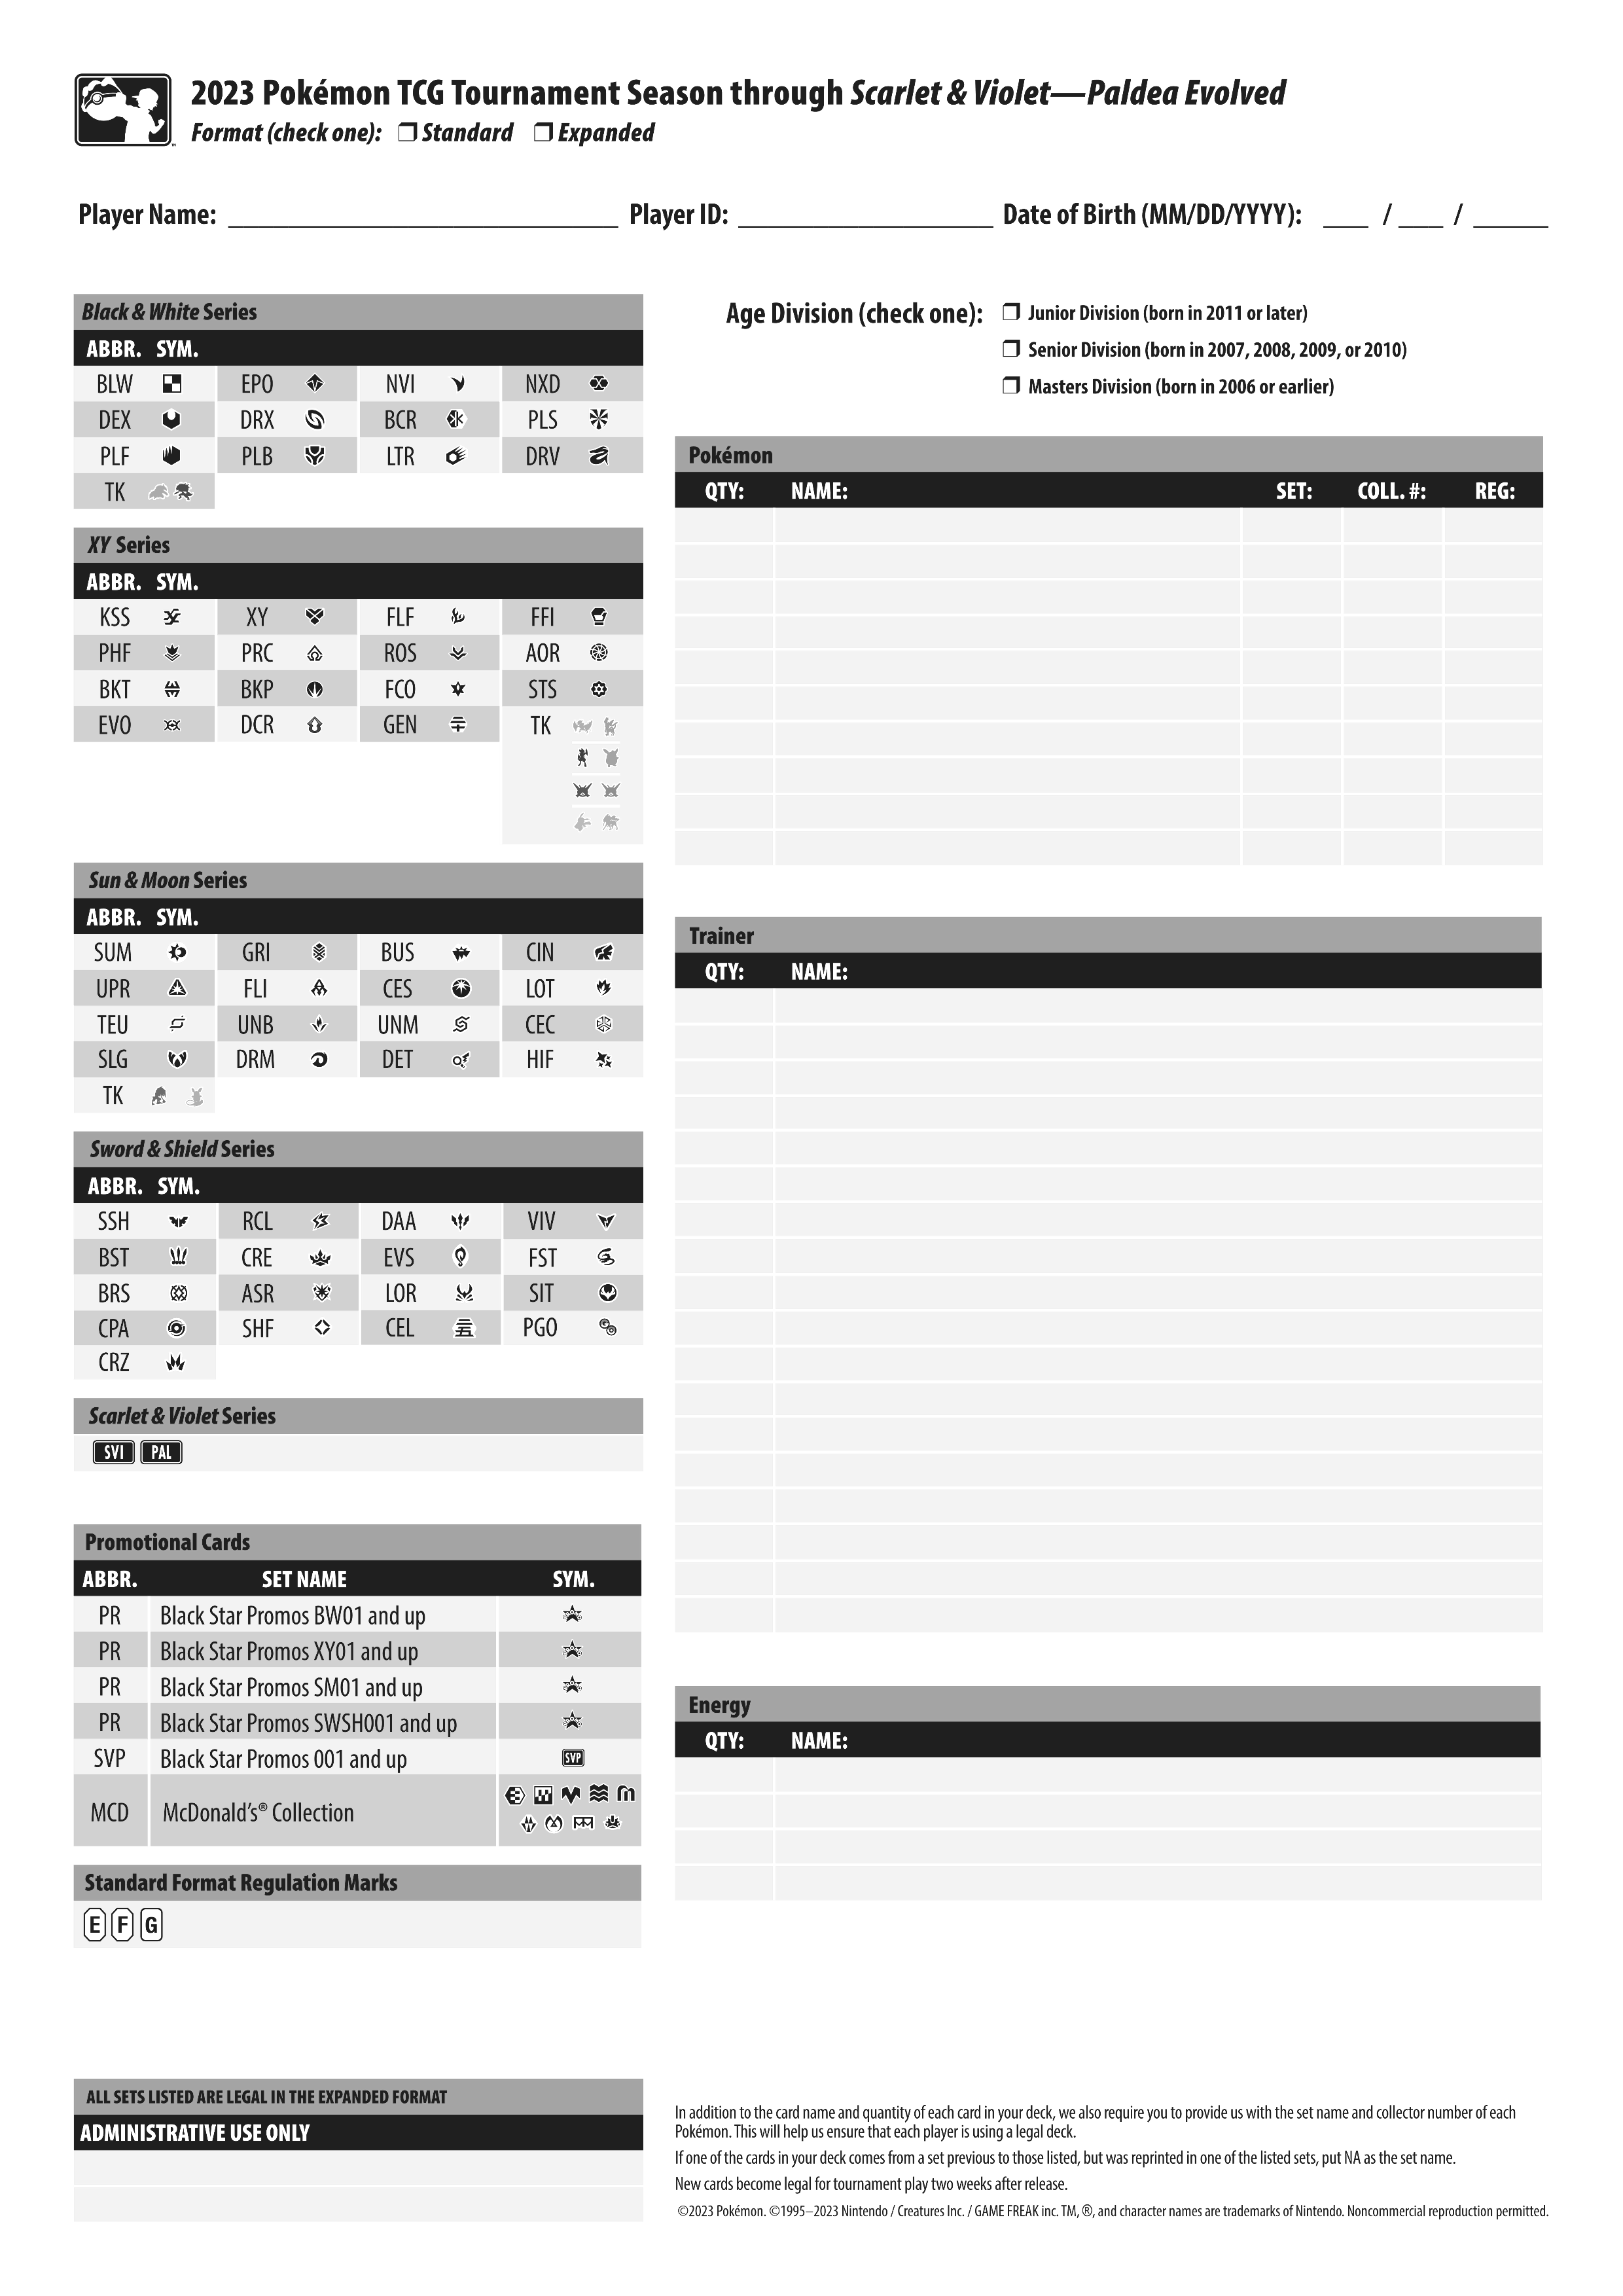 2023 Pokémon TCG Tournament Season through Scarlet & Violet—Paldea Evolved
Format (check one): ❒ Standard ❒ Expanded
Player Name: __________________________ Player ID: _________________ Date of Birth (MM/DD/YYYY): ___ / ___ / _____
Black & White Series
ABBR. SYM.
BLW EPO NVI NXD
DEX DRX BCR PLS
PLF PLB LTR DRV
TK
XY Series
ABBR. SYM.
KSS XY FLF FFI
PHF PRC ROS AOR
BKT BKP FCO STS
EVO DCR GEN TK
Sun & Moon Series
ABBR. SYM.
SUM GRI BUS CIN
UPR FLI CES LOT
TEU UNB UNM CEC
SLG DRM DET HIF
TK
Sword & Shield Series
ABBR. SYM.
SSH RCL DAA VIV
BST CRE EVS FST
BRS ASR LOR SIT
CPA SHF CEL PGO
CRZ
Scarlet & Violet Series
SVI PAL
Promotional Cards
ABBR. SET NAME SYM.
PR Black Star Promos BW01 and up
PR Black Star Promos XY01 and up
PR Black Star Promos SM01 and up
PR Black Star Promos SWSH001 and up
SVP Black Star Promos 001 and up SVP
MCD McDonald's® Collection
Standard Format Regulation Marks
E F G
ALL SETS LISTED ARE LEGAL IN THE EXPANDED FORMAT
ADMINISTRATIVE USE ONLY
Age Division (check one): ❒ Junior Division (born in 2011 or later)
❒ Senior Division (born in 2007, 2008, 2009, or 2010)
❒ Masters Division (born in 2006 or earlier)
Pokémon
QTY: NAME: SET: COLL. #: REG:
Trainer
QTY: NAME:
Energy
QTY: NAME:
In addition to the card name and quantity of each card in your deck, we also require you to provide us with the set name and collector number of each
Pokémon. This will help us ensure that each player is using a legal deck.
If one of the cards in your deck comes from a set previous to those listed, but was reprinted in one of the listed sets, put NA as the set name.
New cards become legal for tournament play two weeks after release.
©2023 Pokémon. ©1995–2023 Nintendo / Creatures Inc. / GAME FREAK inc. TM, ®, and character names are trademarks of Nintendo. Noncommercial reproduction permitted.